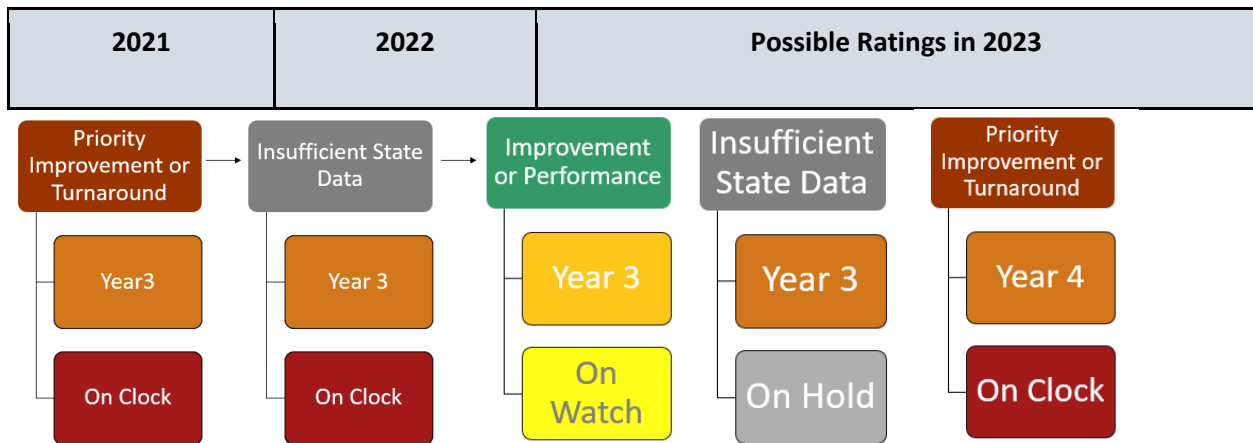 2021
2022
Possible Ratings in 2023
Priority
Improvement or
Turnaround
Insufficient State
Data
Improvement
or Performance
Insufficient
State Data
Priority
Improvement or
Turnaround
Year3
Year 3
Year 3
Year 3
Year 4
On Clock
On Clock
On
Watch
On Hold
On Clock